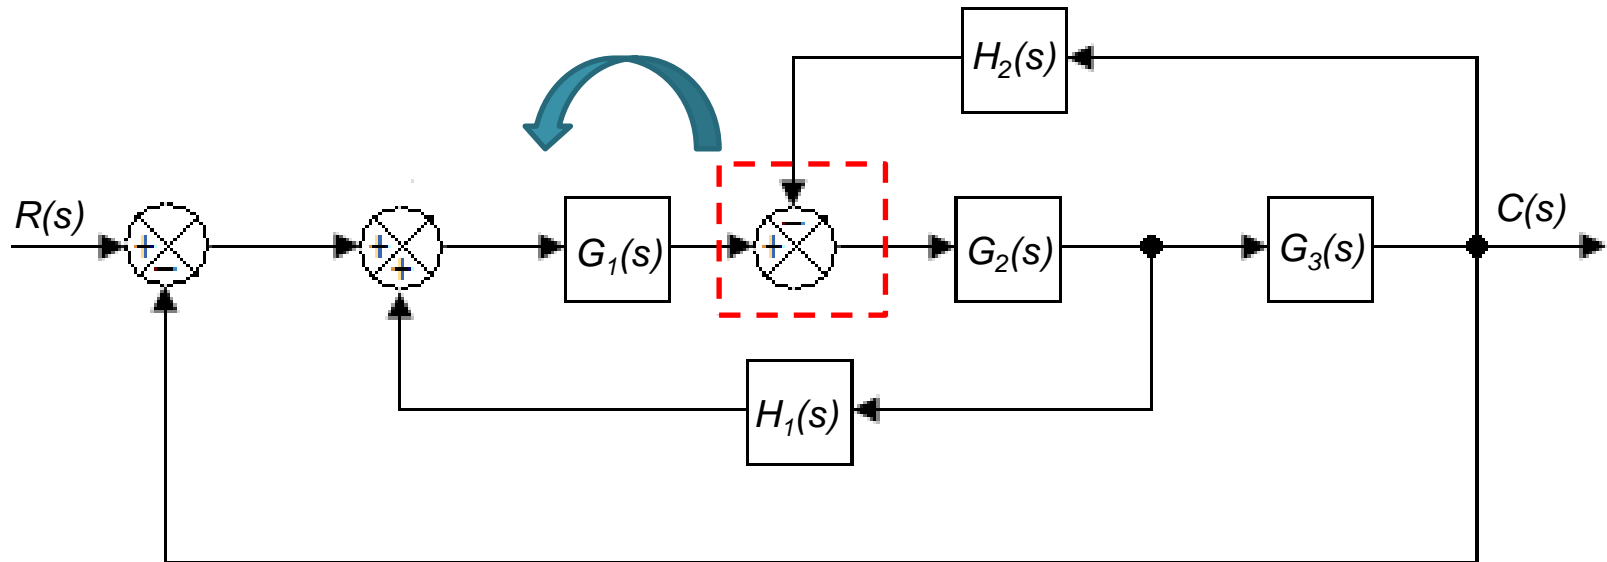 H₂(s)
R(s)
C(s)
+
−
+
+
G₁(s)
+
−
G₂(s)
G₃(s)
H₁(s)